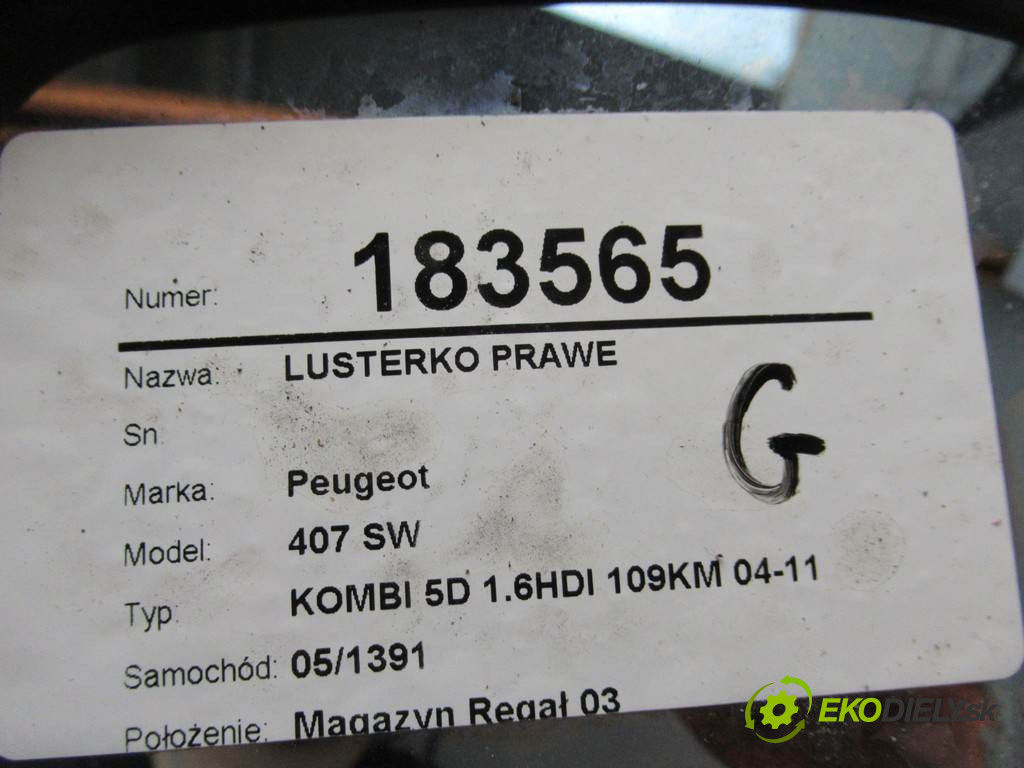 Numer: 183565
Nazwa: LUSTERKO PRAWE
Sn
G
Marka: Peugeot
Model: 407 SW
Typ: KOMBI 5D 1.6HDI 109KM 04-11
Samochód: 05/1391
Położenie: Magazyn Regał 03
EKODIELY.sk